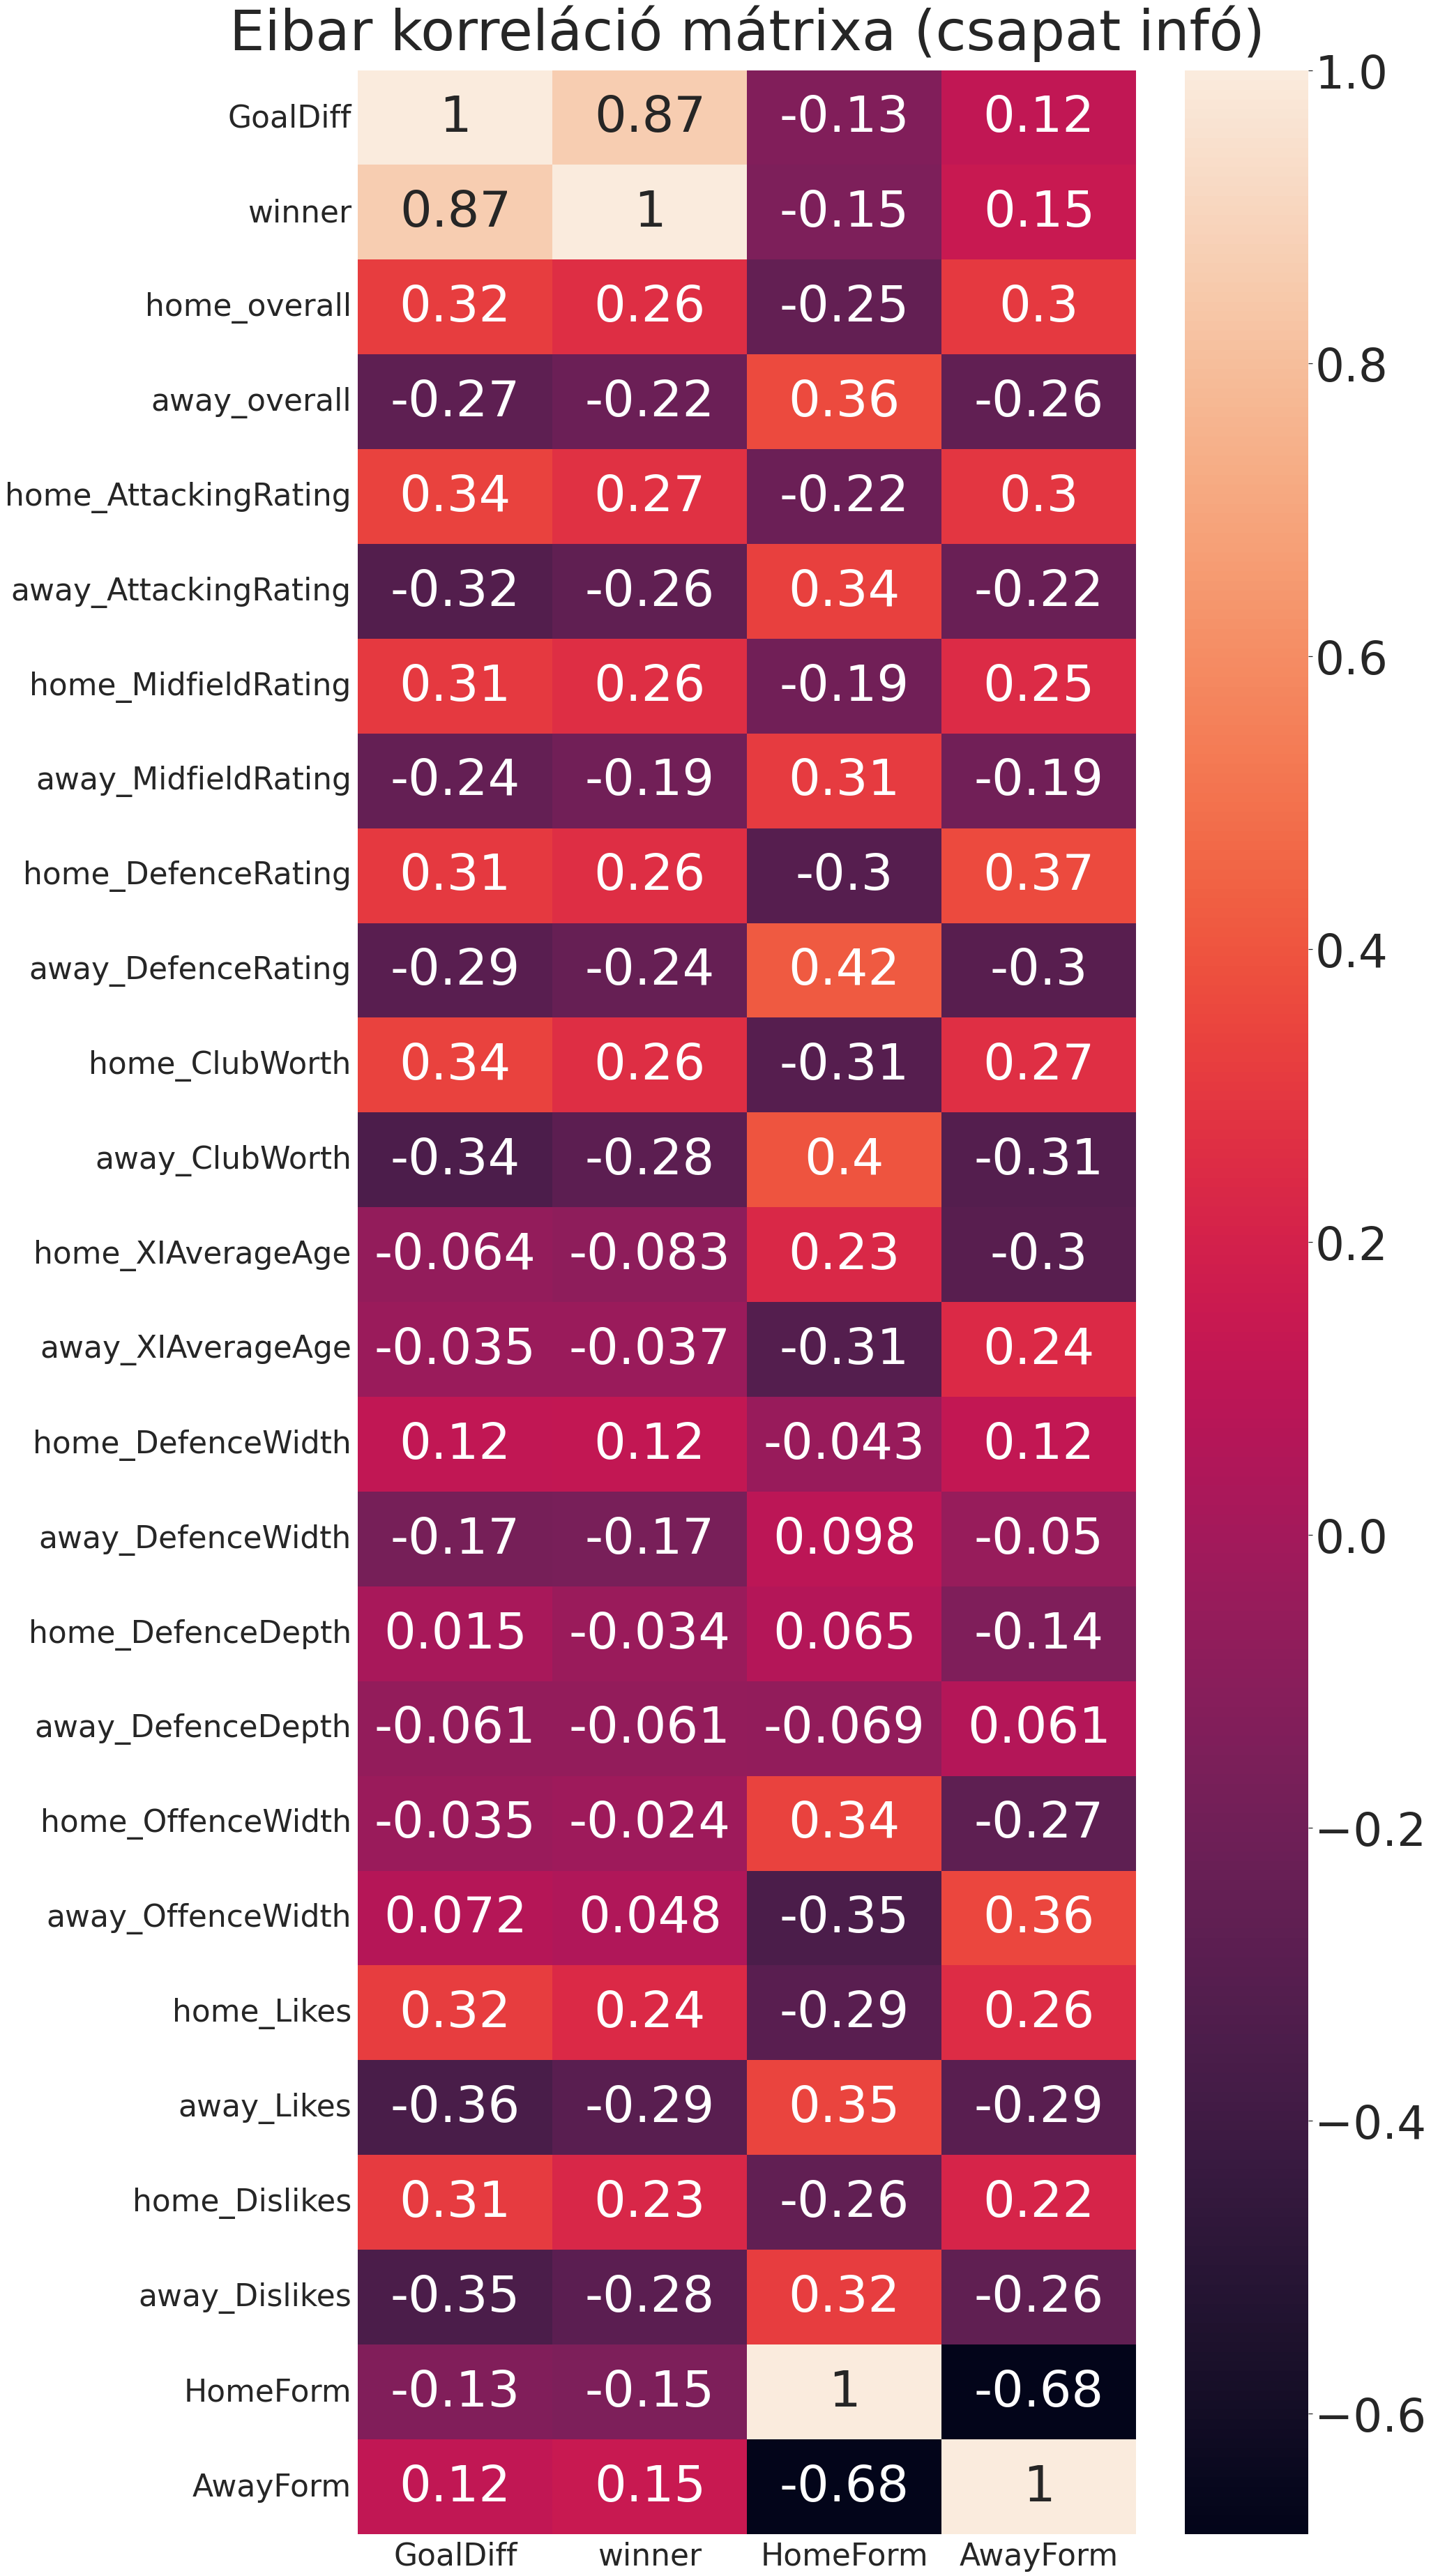 Eibar korreláció mátrixa (csapat infó)
GoalDiff 1 0.87 -0.13 0.12
winner 0.87 1 -0.15 0.15
home_overall 0.32 0.26 -0.25 0.3
away_overall -0.27 -0.22 0.36 -0.26
home_AttackingRating 0.34 0.27 -0.22 0.3
away_AttackingRating -0.32 -0.26 0.34 -0.22
home_MidfieldRating 0.31 0.26 -0.19 0.25
away_MidfieldRating -0.24 -0.19 0.31 -0.19
home_DefenceRating 0.31 0.26 -0.3 0.37
away_DefenceRating -0.29 -0.24 0.42 -0.3
home_ClubWorth 0.34 0.26 -0.31 0.27
away_ClubWorth -0.34 -0.28 0.4 -0.31
home_XIAverageAge -0.064 -0.083 0.23 -0.3
away_XIAverageAge -0.035 -0.037 -0.31 0.24
home_DefenceWidth 0.12 0.12 -0.043 0.12
away_DefenceWidth -0.17 -0.17 0.098 -0.05
home_DefenceDepth 0.015 -0.034 0.065 -0.14
away_DefenceDepth -0.061 -0.061 -0.069 0.061
home_OffenceWidth -0.035 -0.024 0.34 -0.27
away_OffenceWidth 0.072 0.048 -0.35 0.36
home_Likes 0.32 0.24 -0.29 0.26
away_Likes -0.36 -0.29 0.35 -0.29
home_Dislikes 0.31 0.23 -0.26 0.22
away_Dislikes -0.35 -0.28 0.32 -0.26
HomeForm -0.13 -0.15 1 -0.68
AwayForm 0.12 0.15 -0.68 1
GoalDiff winner HomeForm AwayForm
1.0
0.8
0.6
0.4
0.2
0.0
−0.2
−0.4
−0.6